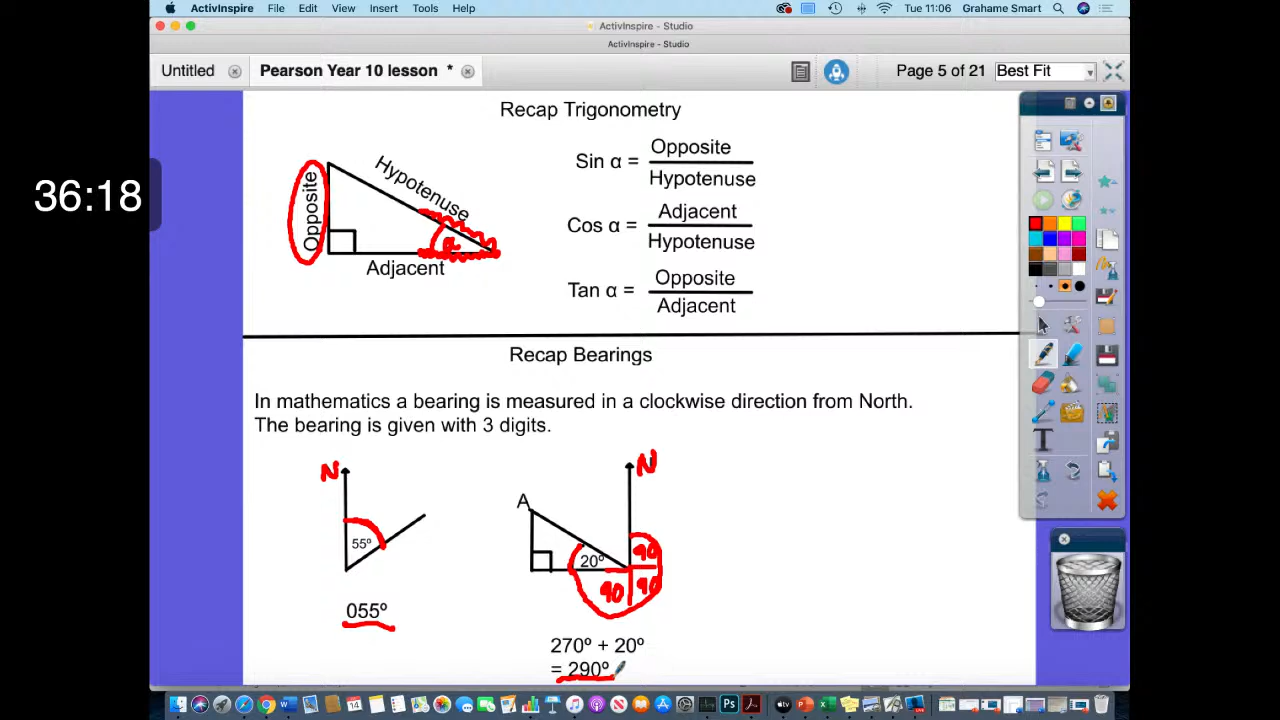 ActivInspire File Edit View Insert Tools Help Tue 11:06 Grahame Smart
ActivInspire - Studio
ActivInspire - Studio
Untitled Pearson Year 10 lesson * Page 5 of 21 Best Fit
36:18
Recap Trigonometry
Opposite
Hypotenuse
Adjacent
α
Sin α = Opposite
Hypotenuse
Cos α = Adjacent
Hypotenuse
Tan α = Opposite
Adjacent
Recap Bearings
In mathematics a bearing is measured in a clockwise direction from North.
The bearing is given with 3 digits.
N
55º
055º
N
A
20º
90
90
90
270º + 20º
= 290º
T
14
Ps
tv